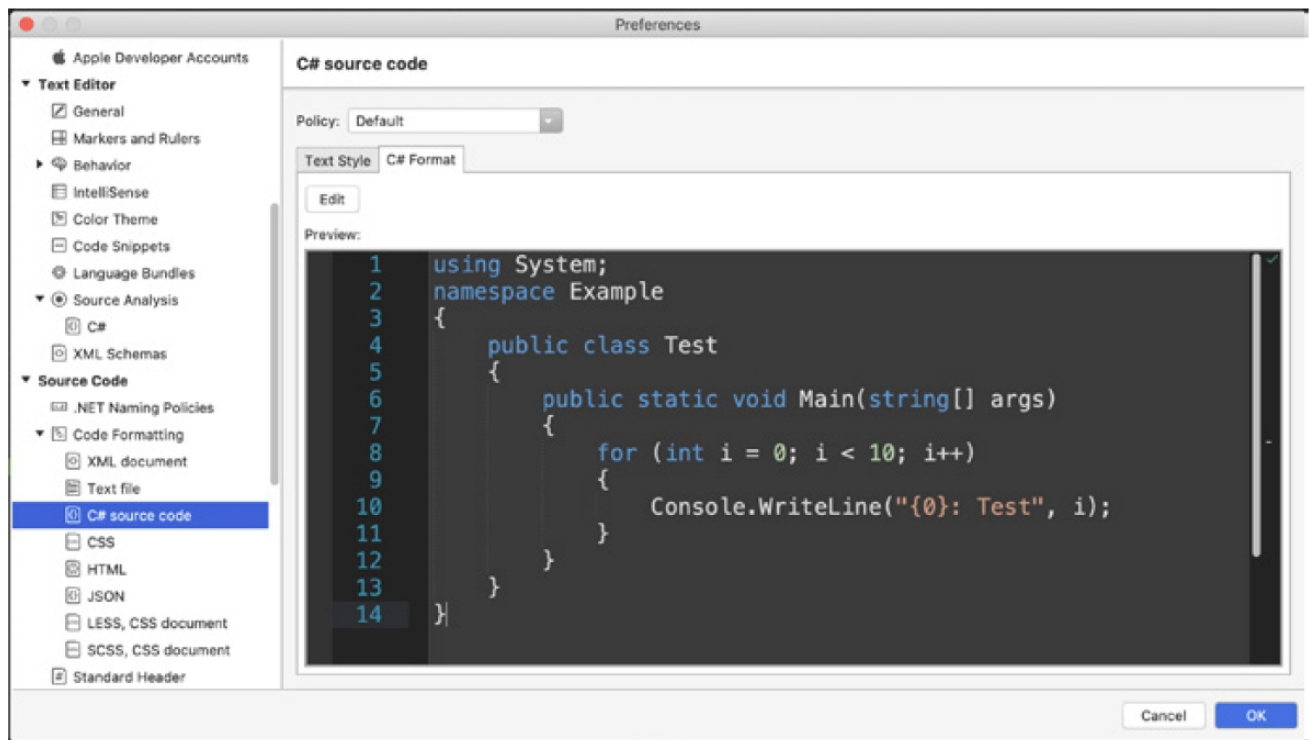 Preferences
Apple Developer Accounts
Text Editor
General
Markers and Rulers
Behavior
IntelliSense
Color Theme
Code Snippets
Language Bundles
Source Analysis
C#
XML Schemas
Source Code
.NET Naming Policies
Code Formatting
XML document
Text file
C# source code
CSS
HTML
JSON
LESS, CSS document
SCSS, CSS document
Standard Header
C# source code
Policy: Default
Text Style C# Format
Edit
Preview:
1 using System;
2 namespace Example
3 {
4     public class Test
5     {
6         public static void Main(string[] args)
7         {
8             for (int i = 0; i < 10; i++)
9             {
10                 Console.WriteLine("{0}: Test", i);
11             }
12         }
13     }
14 }
Cancel OK